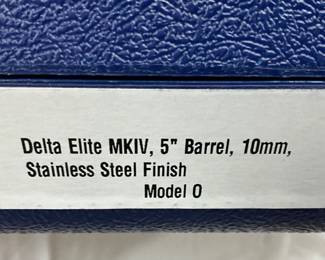 Delta Elite MKIV, 5" Barrel, 10mm,
Stainless Steel Finish
Model O